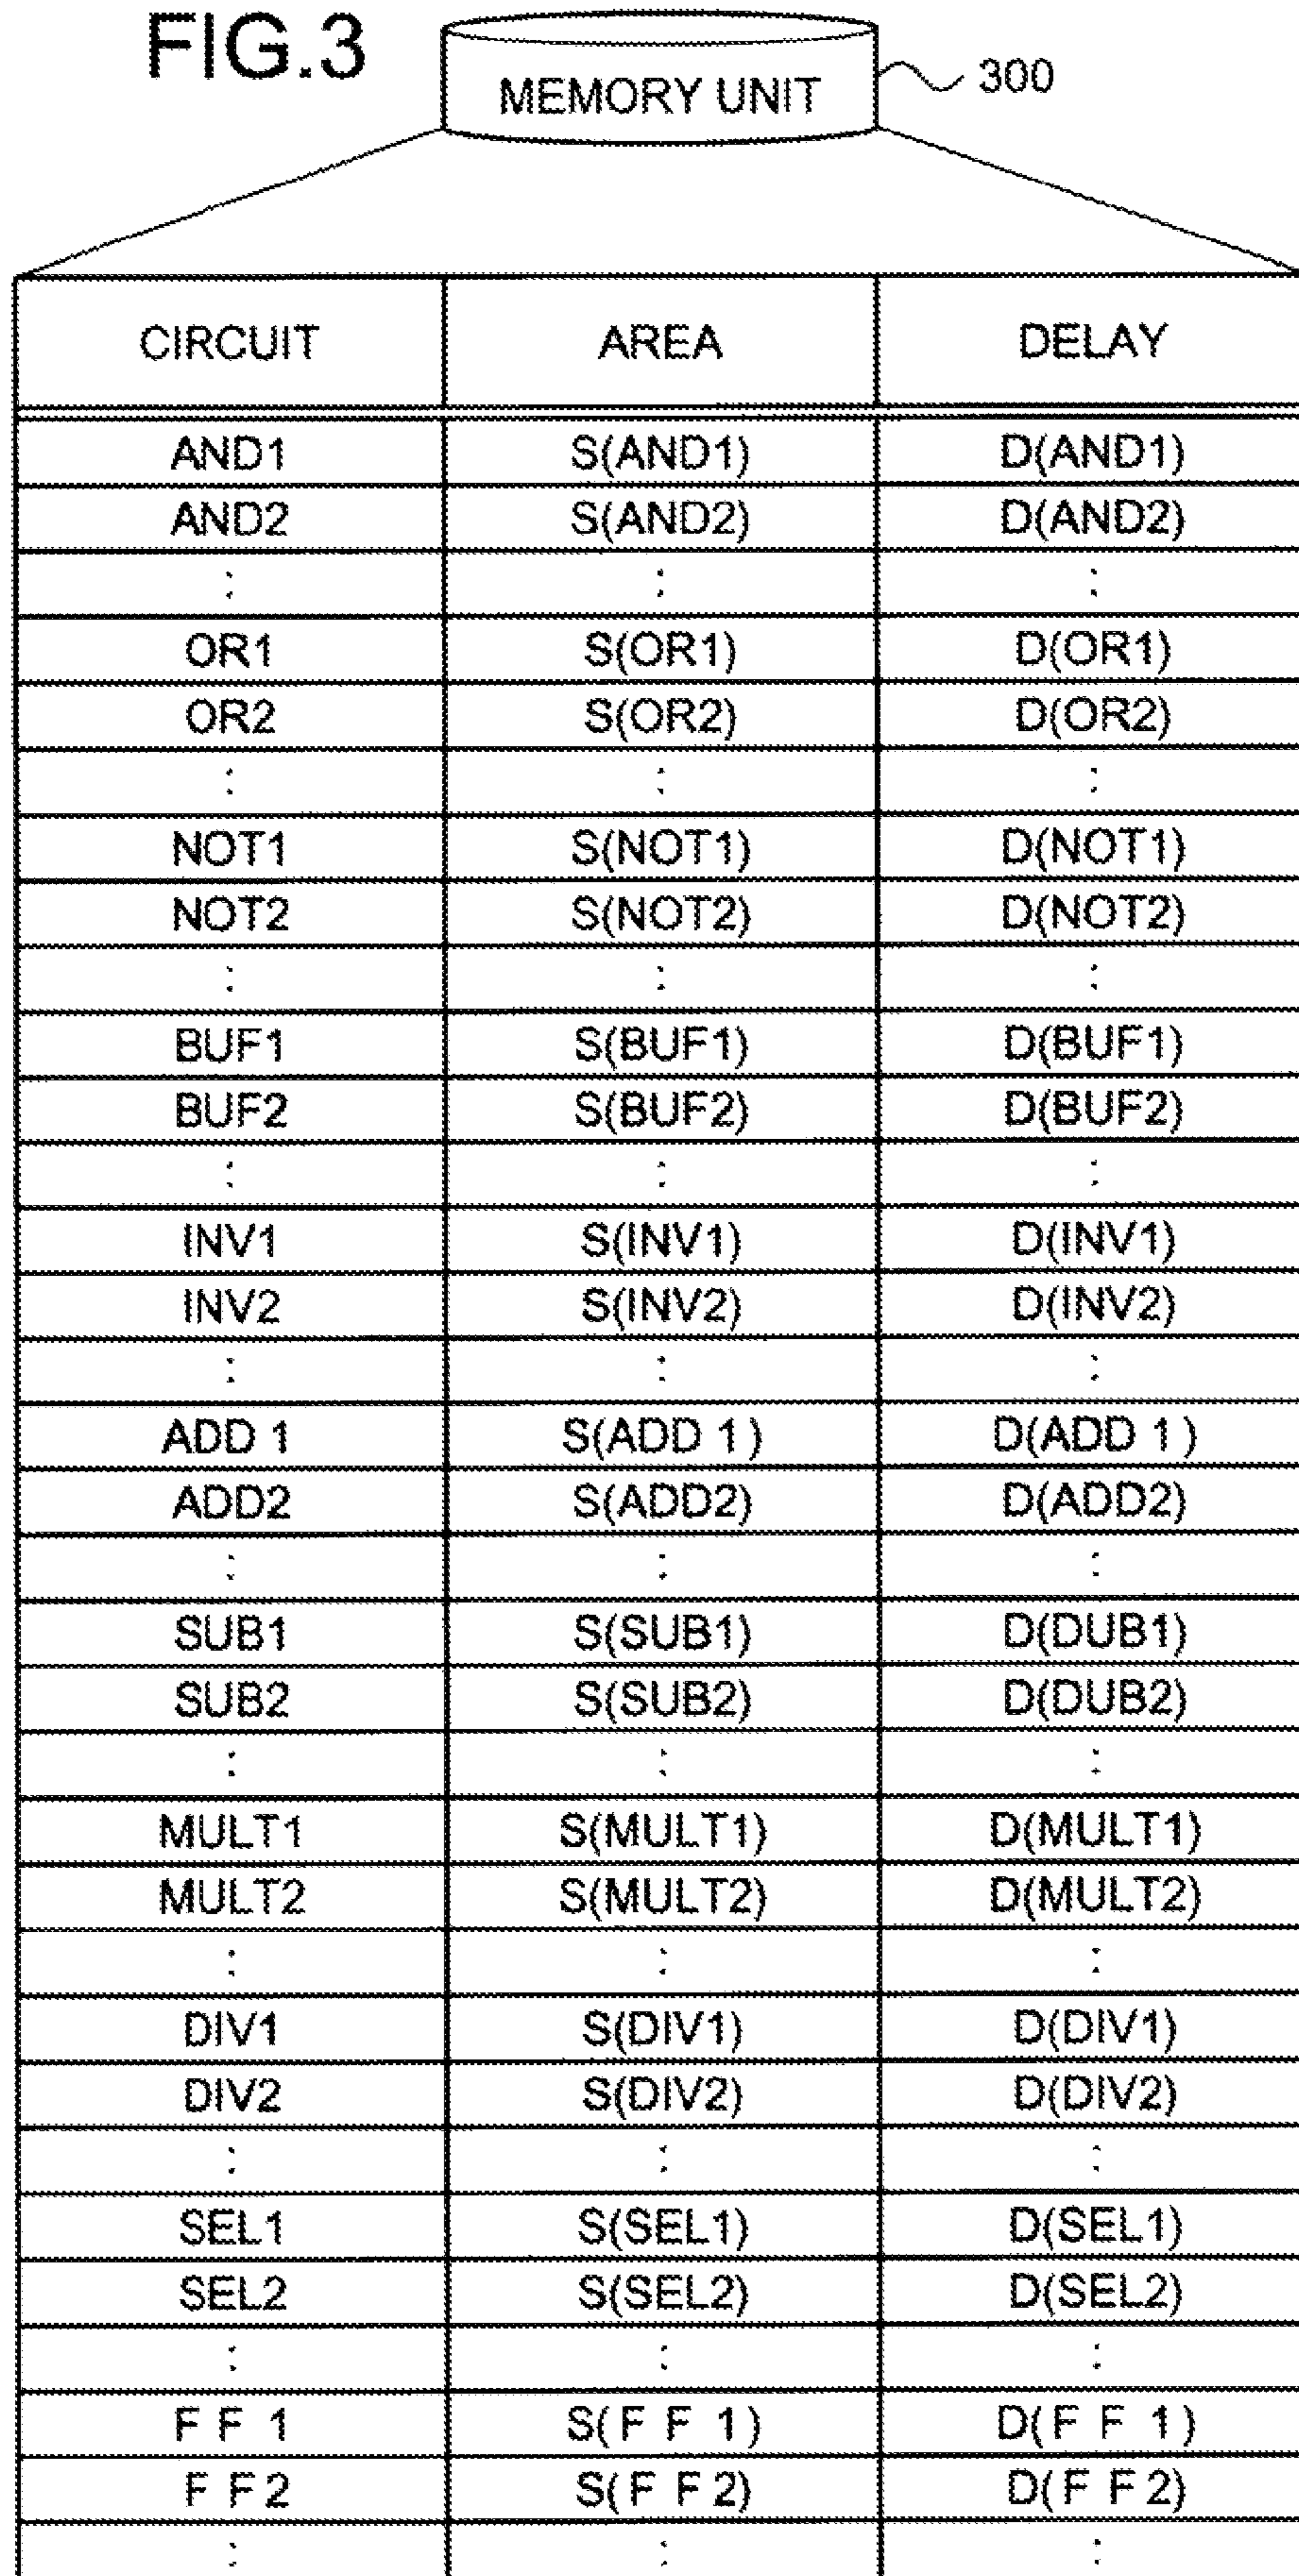 FIG.3
MEMORY UNIT
300
CIRCUIT AREA DELAY
AND1 S(AND1) D(AND1)
AND2 S(AND2) D(AND2)
: : :
OR1 S(OR1) D(OR1)
OR2 S(OR2) D(OR2)
: : :
NOT1 S(NOT1) D(NOT1)
NOT2 S(NOT2) D(NOT2)
: : :
BUF1 S(BUF1) D(BUF1)
BUF2 S(BUF2) D(BUF2)
: : :
INV1 S(INV1) D(INV1)
INV2 S(INV2) D(INV2)
: : :
ADD 1 S(ADD 1 ) D(ADD 1 )
ADD2 S(ADD2) D(ADD2)
: : :
SUB1 S(SUB1) D(DUB1)
SUB2 S(SUB2) D(DUB2)
: : :
MULT1 S(MULT1) D(MULT1)
MULT2 S(MULT2) D(MULT2)
: : :
DIV1 S(DIV1) D(DIV1)
DIV2 S(DIV2) D(DIV2)
: : :
SEL1 S(SEL1) D(SEL1)
SEL2 S(SEL2) D(SEL2)
: : :
F F 1 S( F F 1 ) D( F F 1 )
F F 2 S( F F 2) D( F F 2)
: : :